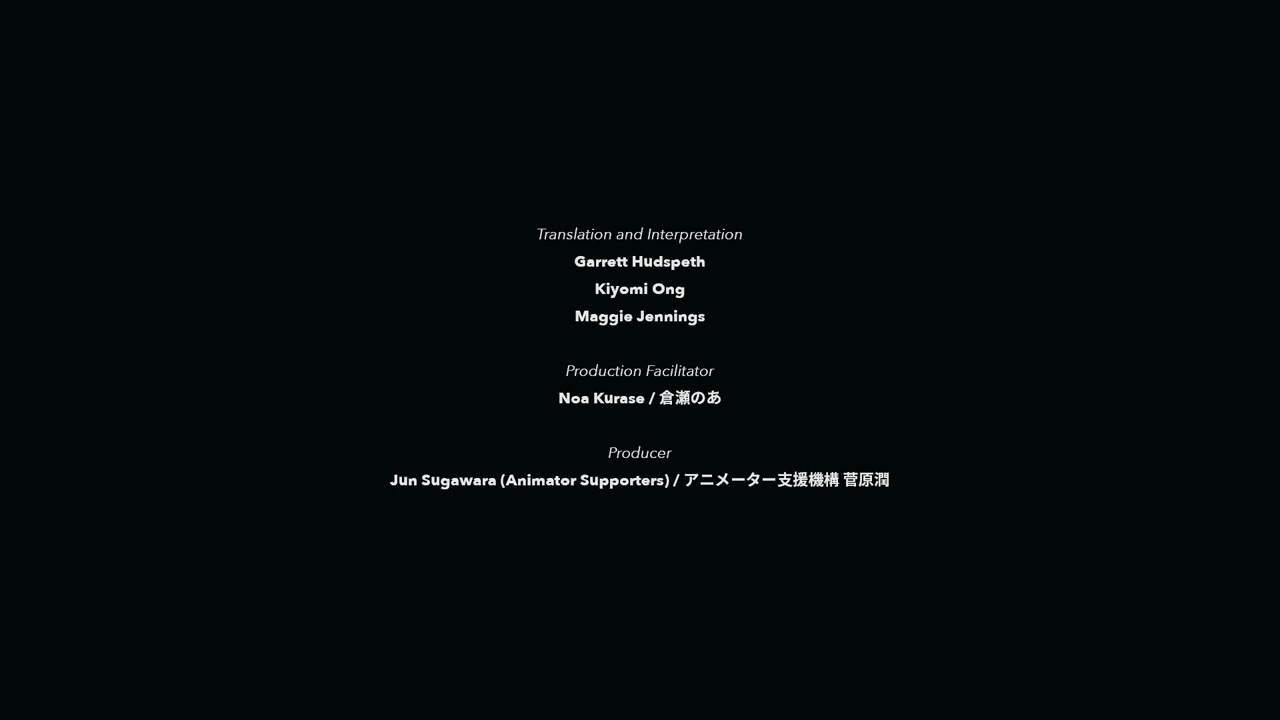 Translation and Interpretation
Garrett Hudspeth
Kiyomi Ong
Maggie Jennings
Production Facilitator
Noa Kurase / 倉瀬のあ
Producer
Jun Sugawara (Animator Supporters) / アニメーター支援機構 菅原潤